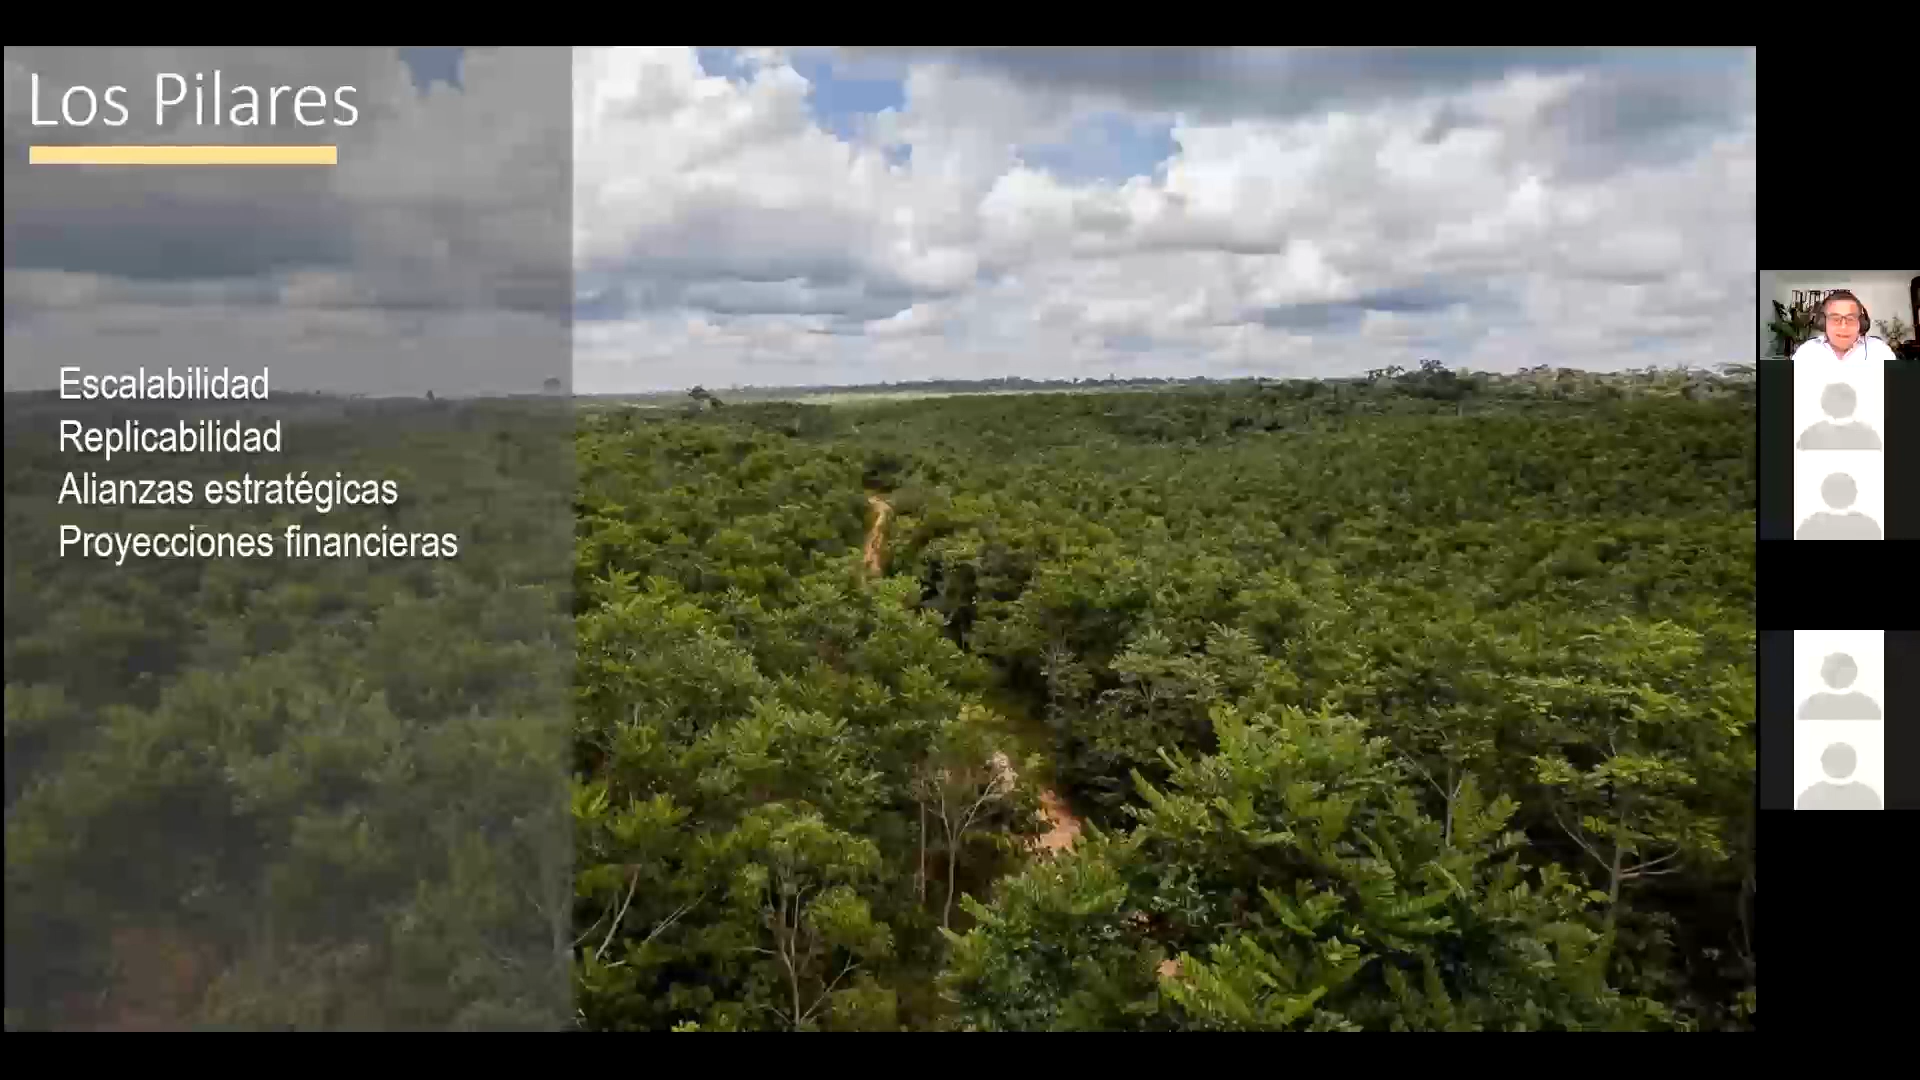 Los Pilares
Escalabilidad
Replicabilidad
Alianzas estratégicas
Proyecciones financieras